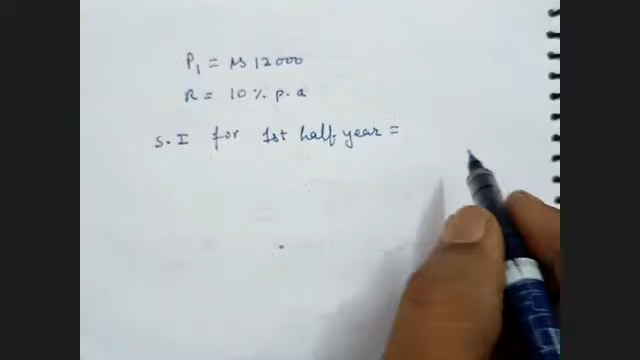 P₁ = Rs 12000
R = 10% p.a
S.I for 1st half year =